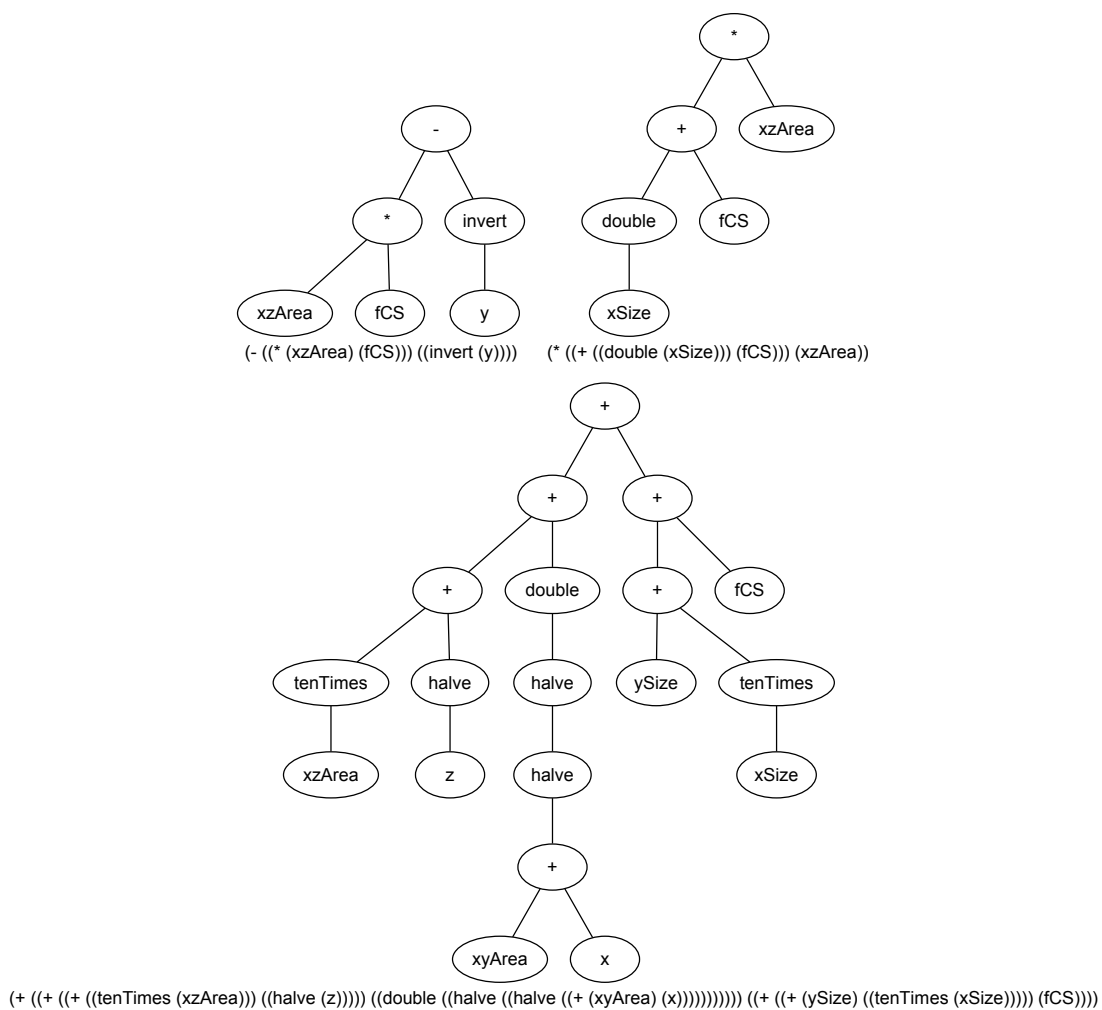 *
- + xzArea
* invert double fCS
xzArea fCS y xSize
(- ((* (xzArea) (fCS))) ((invert (y)))) (* ((+ ((double (xSize))) (fCS))) (xzArea))
+
+ +
+ double + fCS
tenTimes halve halve ySize tenTimes
xzArea z halve xSize
+
xyArea x
(+ ((+ ((+ ((tenTimes (xzArea))) ((halve (z))))) ((double ((halve ((halve ((+ (xyArea) (x))))))))))) ((+ ((+ (ySize) ((tenTimes (xSize))))) (fCS))))